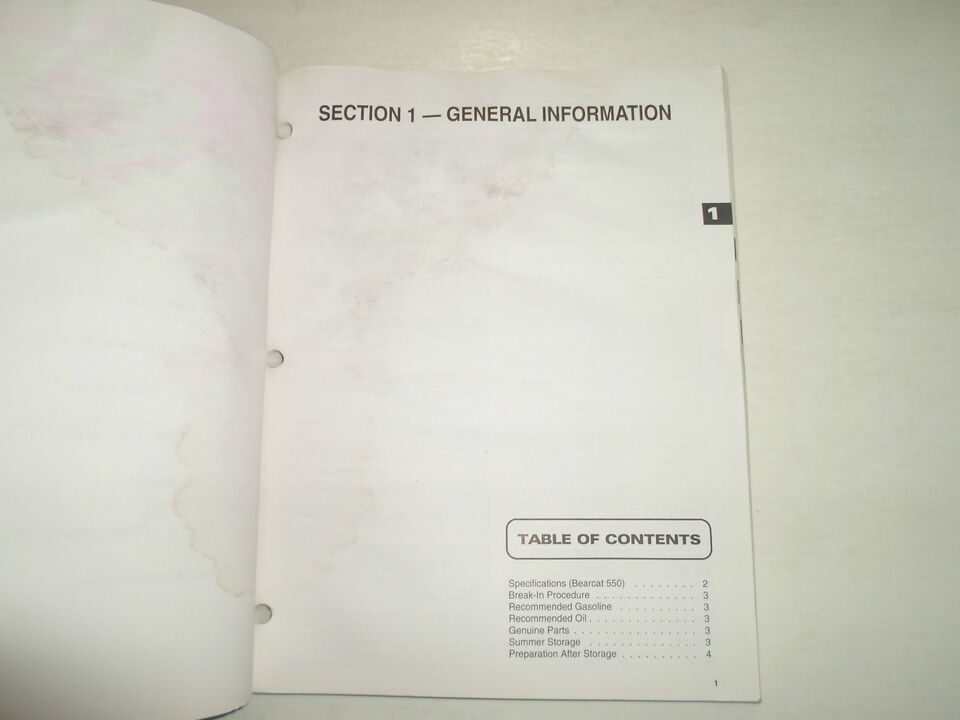 SECTION 1 — GENERAL INFORMATION
1
TABLE OF CONTENTS
Specifications (Bearcat 550) . . . . . . . . 2
Break-In Procedure . . . . . . . . . . . . . 3
Recommended Gasoline . . . . . . . . . . 3
Recommended Oil . . . . . . . . . . . . . . 3
Genuine Parts . . . . . . . . . . . . . . . . 3
Summer Storage . . . . . . . . . . . . . . 3
Preparation After Storage . . . . . . . . . . 4
1